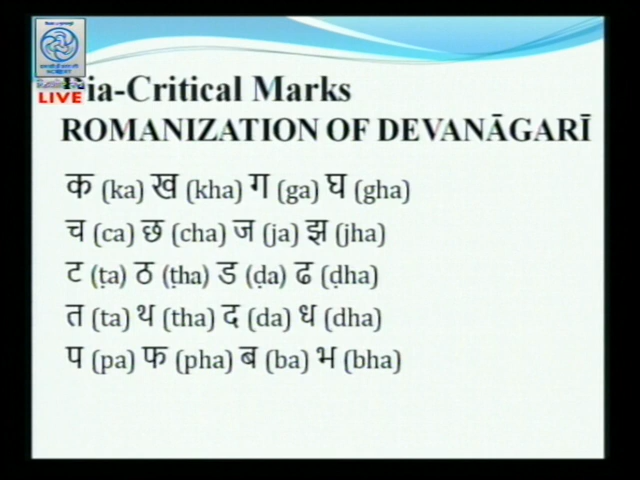 NCERT
LIVE
Dia-Critical Marks
ROMANIZATION OF DEVANĀGARĪ
क (ka) ख (kha) ग (ga) घ (gha)
च (ca) छ (cha) ज (ja) झ (jha)
ट (ṭa) ठ (ṭha) ड (ḍa) ढ (ḍha)
त (ta) थ (tha) द (da) ध (dha)
प (pa) फ (pha) ब (ba) भ (bha)